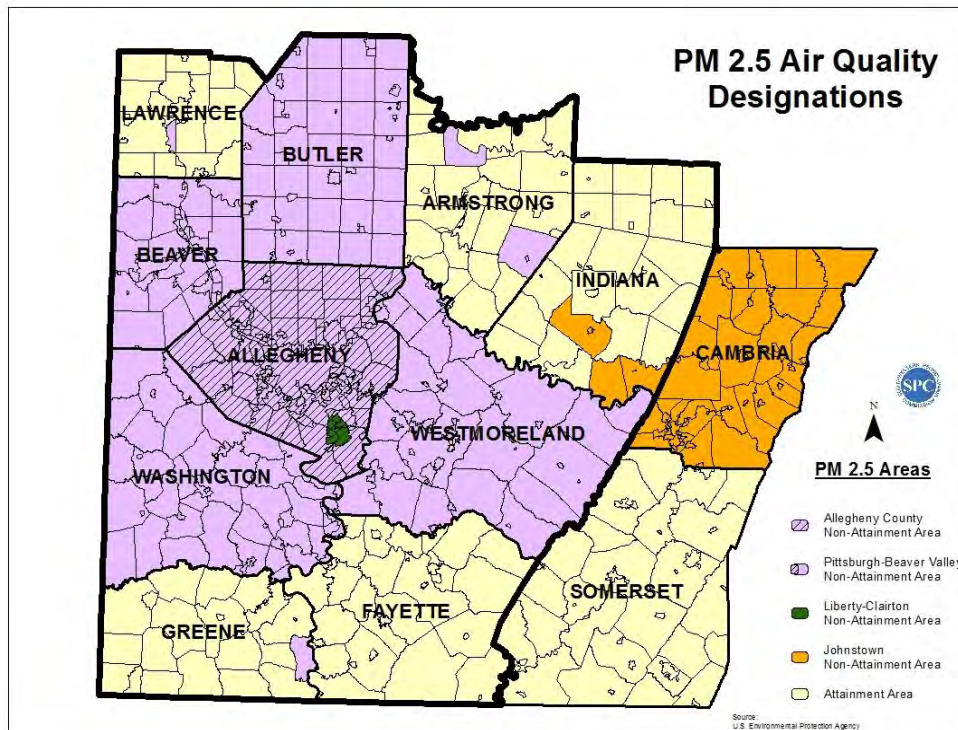 PM 2.5 Air Quality
Designations
LAWRENCE
BUTLER
ARMSTRONG
BEAVER
INDIANA
ALLEGHENY
CAMBRIA
WESTMORELAND
WASHINGTON
SOMERSET
FAYETTE
GREENE
SPC
N
PM 2.5 Areas
Allegheny County
Non-Attainment Area
Pittsburgh-Beaver Valley
Non-Attainment Area
Liberty-Clairton
Non-Attainment Area
Johnstown
Non-Attainment Area
Attainment Area
Source:
U.S. Environmental Protection Agency